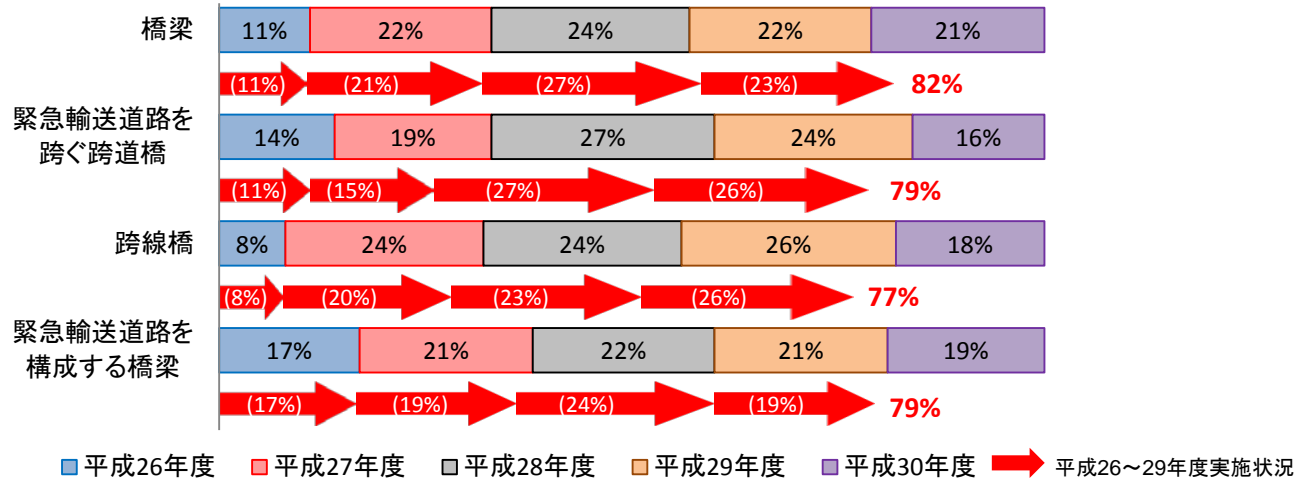 橋梁
11% 22% 24% 22% 21%
(11%) (21%) (27%) (23%) 82%
緊急輸送道路を
跨ぐ跨道橋
14% 19% 27% 24% 16%
(11%) (15%) (27%) (26%) 79%
跨線橋
8% 24% 24% 26% 18%
(8%) (20%) (23%) (26%) 77%
緊急輸送道路を
構成する橋梁
17% 21% 22% 21% 19%
(17%) (19%) (24%) (19%) 79%
平成26年度 平成27年度 平成28年度 平成29年度 平成30年度 平成26～29年度実施状況